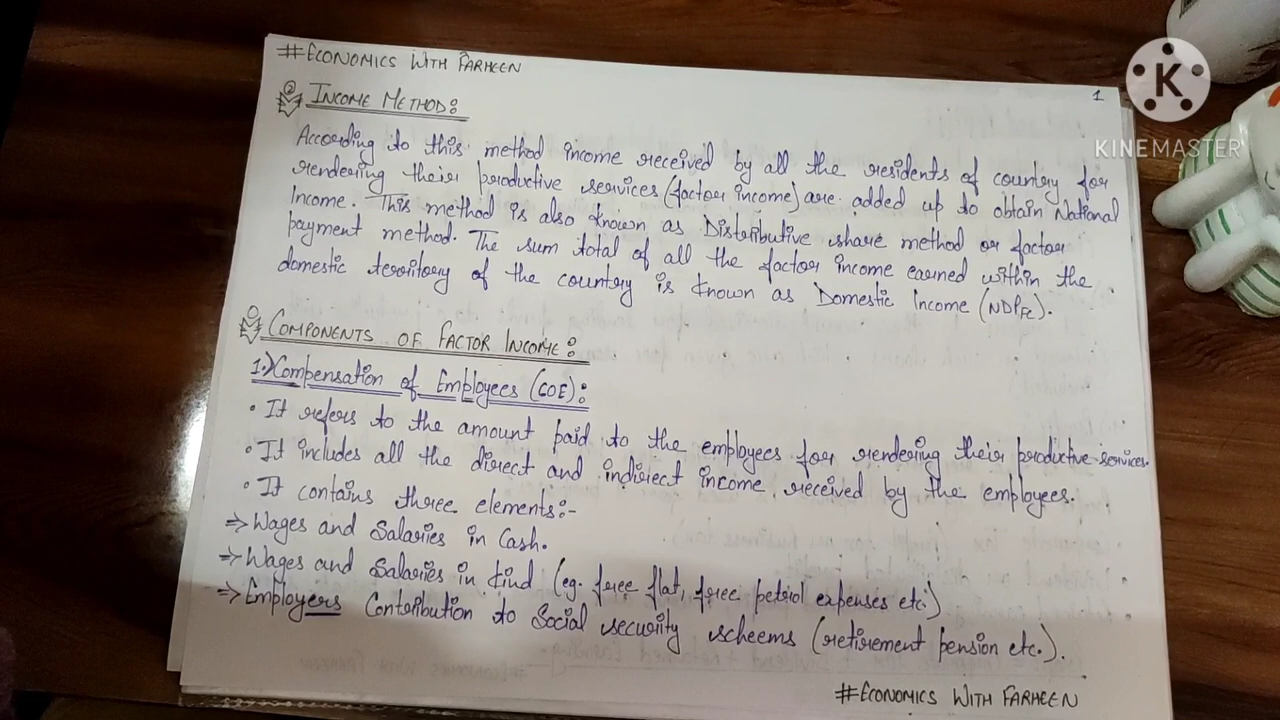 #ECONOMICS WITH FARHEEN
1
K
KINEMASTER
② INCOME METHOD:
According to this method income received by all the residents of country for
rendering their productive services (factor income) are added up to obtain National
Income. This method is also known as Distributive share method or factor
payment method. The sum total of all the factor income earned within the
domestic territory of the country is known as Domestic Income (NDPFC).
COMPONENTS OF FACTOR INCOME:
1.) Compensation of Employees (COE):
• It refers to the amount paid to the employees for rendering their productive services.
• It includes all the direct and indirect income received by the employees.
• It contains three elements:-
⇒ Wages and Salaries in Cash.
⇒ Wages and Salaries in kind (eg. free flat, free petrol expenses etc.)
⇒ Employers Contribution to Social security scheems (retirement pension etc.).
#ECONOMICS WITH FARHEEN